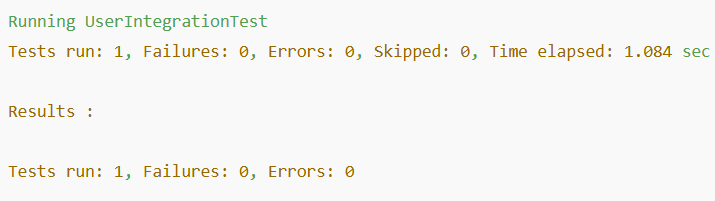 Running UserIntegrationTest
Tests run: 1, Failures: 0, Errors: 0, Skipped: 0, Time elapsed: 1.084 sec
Results :
Tests run: 1, Failures: 0, Errors: 0